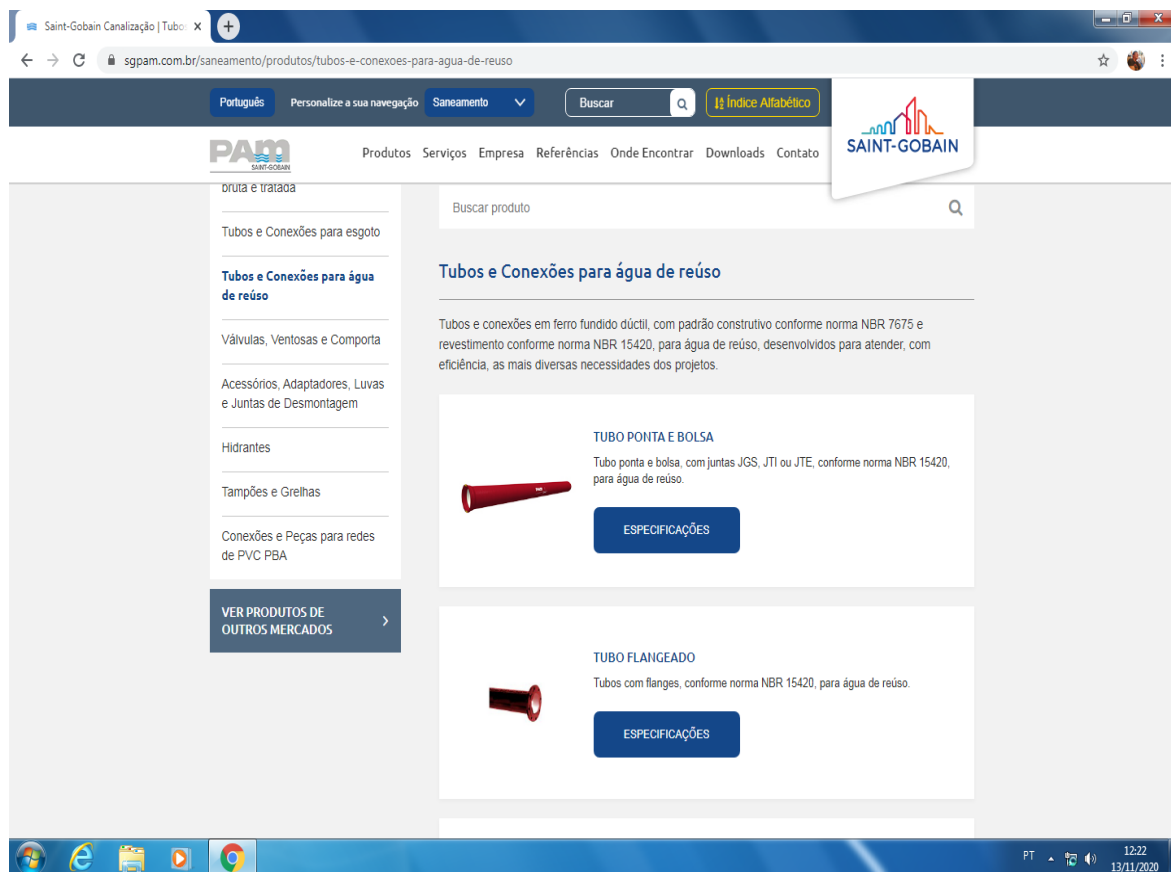 Saint-Gobain Canalização | Tubo
sgpam.com.br/saneamento/produtos/tubos-e-conexoes-para-agua-de-reuso
Português
Personalize a sua navegação
Saneamento
Buscar
Índice Alfabético
SAINT-GOBAIN
PAM
SAINT-GOBAIN
Produtos Serviços Empresa Referências Onde Encontrar Downloads Contato
bruta e tratada
Tubos e Conexões para esgoto
Tubos e Conexões para água
de reúso
Válvulas, Ventosas e Comporta
Acessórios, Adaptadores, Luvas
e Juntas de Desmontagem
Hidrantes
Tampões e Grelhas
Conexões e Peças para redes
de PVC PBA
VER PRODUTOS DE
OUTROS MERCADOS
Buscar produto
Tubos e Conexões para água de reúso
Tubos e conexões em ferro fundido dúctil, com padrão construtivo conforme norma NBR 7675 e
revestimento conforme norma NBR 15420, para água de reúso, desenvolvidos para atender, com
eficiência, as mais diversas necessidades dos projetos.
TUBO PONTA E BOLSA
Tubo ponta e bolsa, com juntas JGS, JTI ou JTE, conforme norma NBR 15420,
para água de reúso.
ESPECIFICAÇÕES
TUBO FLANGEADO
Tubos com flanges, conforme norma NBR 15420, para água de reúso.
ESPECIFICAÇÕES
PT
12:22
13/11/2020